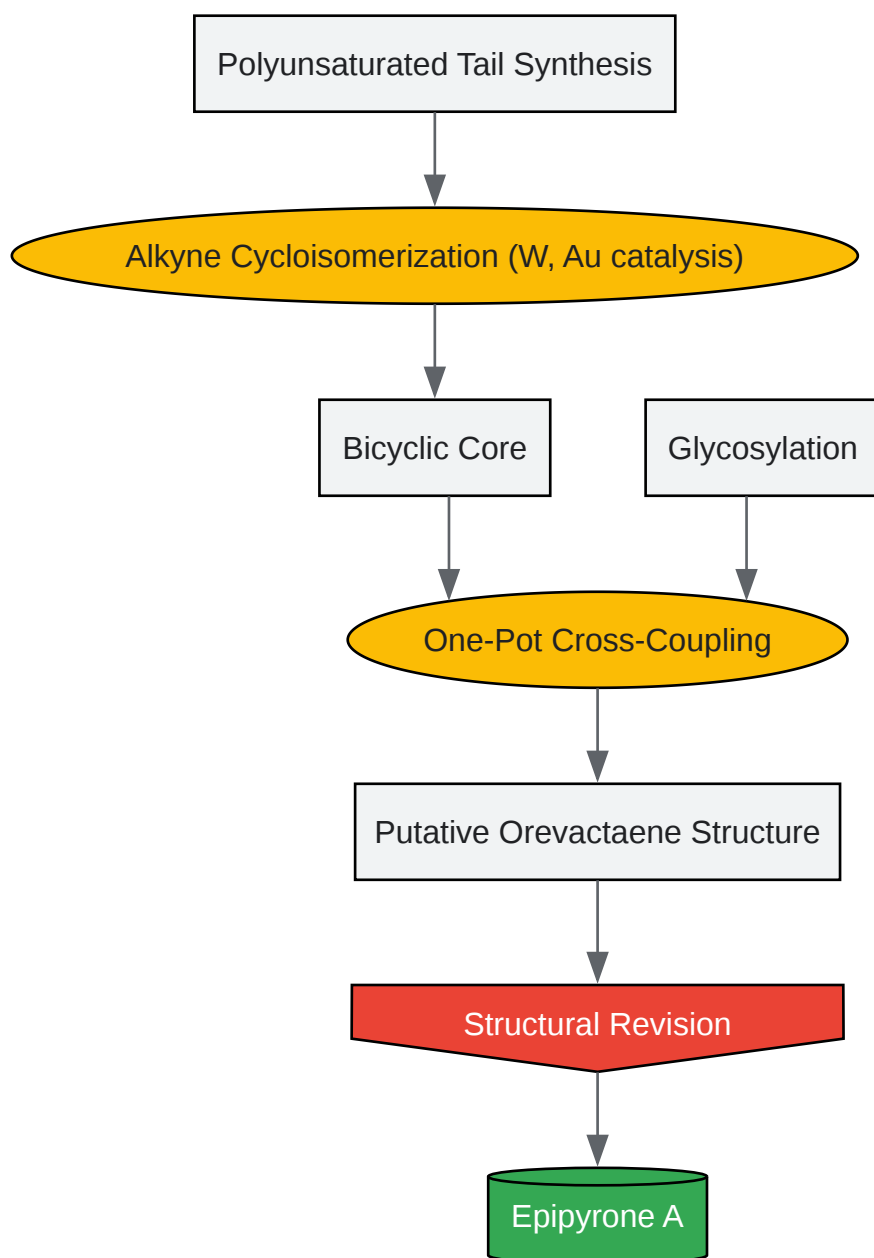 Polyunsaturated Tail Synthesis
Alkyne Cycloisomerization (W, Au catalysis)
Bicyclic Core
Glycosylation
One-Pot Cross-Coupling
Putative Orevactaene Structure
Structural Revision
Epipyrone A